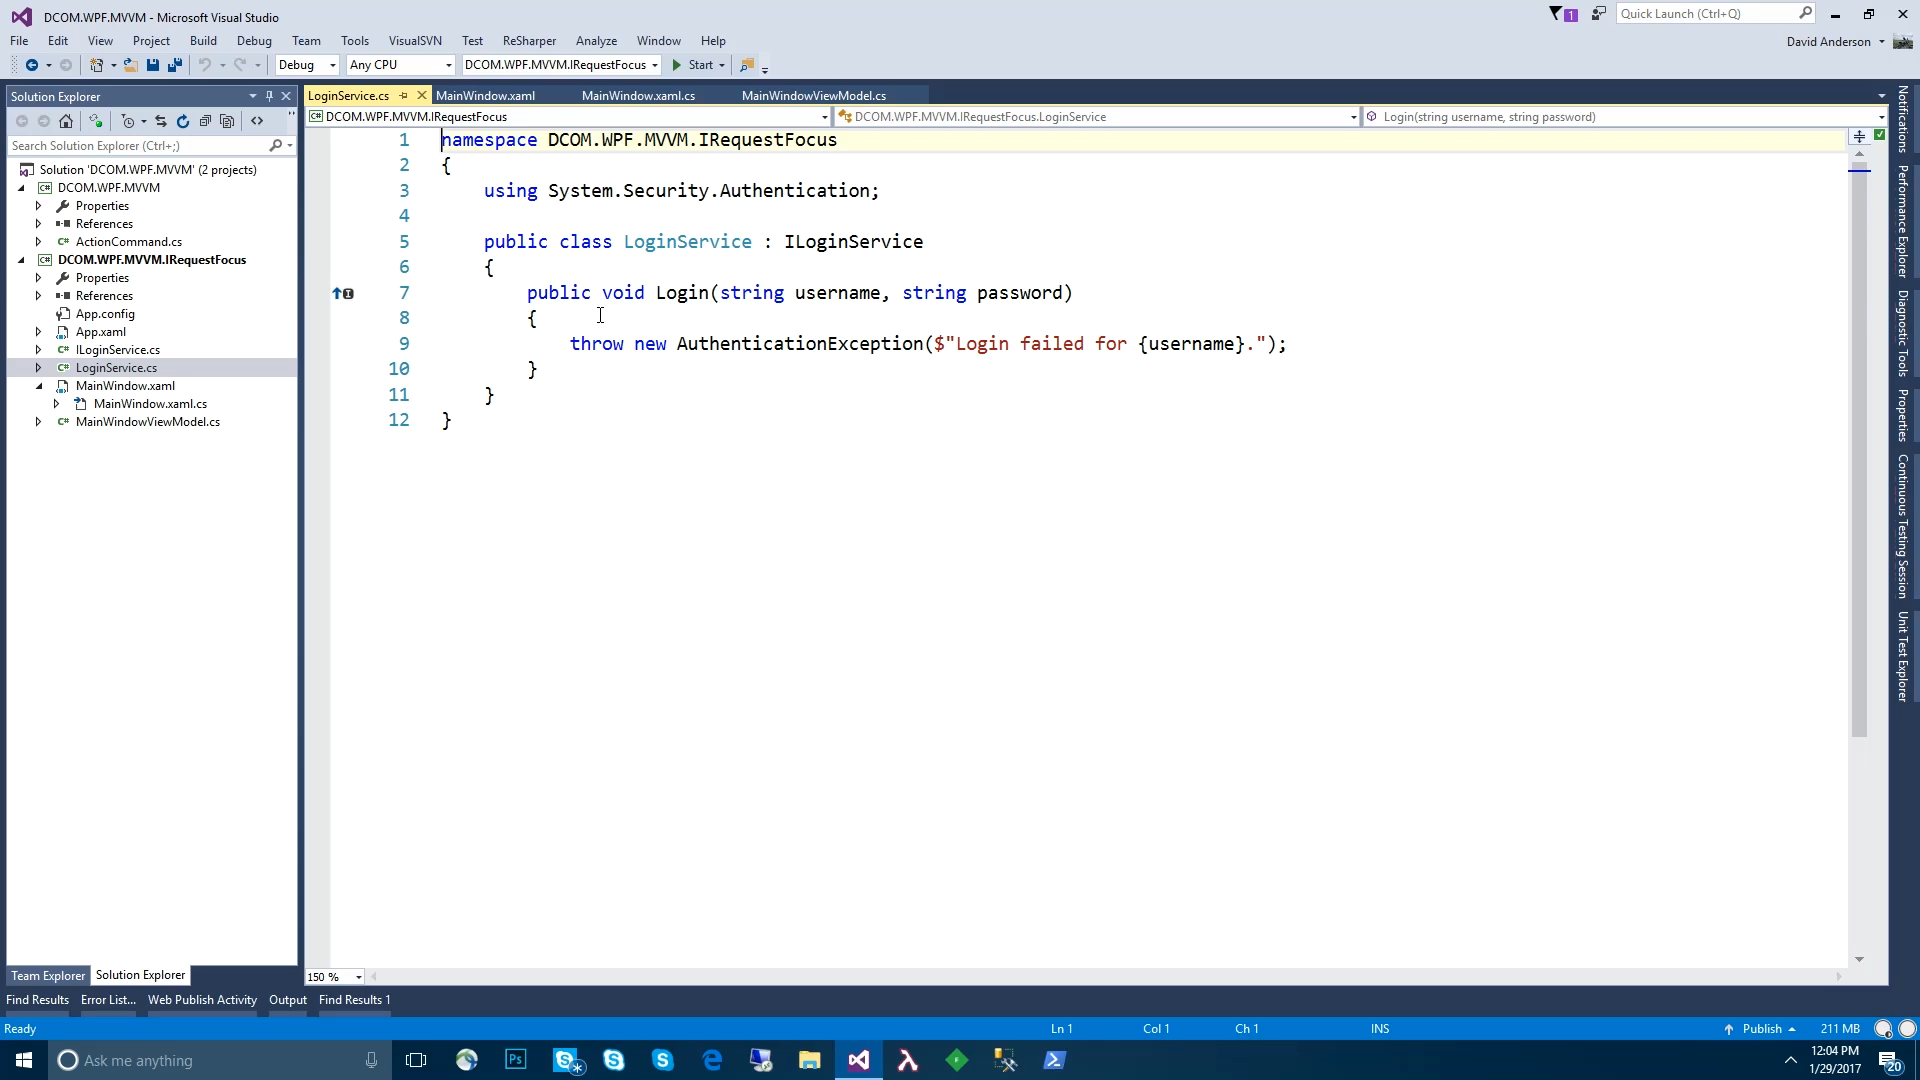 DCOM.WPF.MVVM - Microsoft Visual Studio
1
Quick Launch (Ctrl+Q)
File Edit View Project Build Debug Team Tools VisualSVN Test ReSharper Analyze Window Help
David Anderson
Debug Any CPU DCOM.WPF.MVVM.IRequestFocus Start
Solution Explorer
Search Solution Explorer (Ctrl+;)
Solution 'DCOM.WPF.MVVM' (2 projects)
C# DCOM.WPF.MVVM
Properties
References
C# ActionCommand.cs
C# DCOM.WPF.MVVM.IRequestFocus
Properties
References
App.config
App.xaml
C# ILoginService.cs
C# LoginService.cs
MainWindow.xaml
MainWindow.xaml.cs
C# MainWindowViewModel.cs
Team Explorer Solution Explorer
LoginService.cs MainWindow.xaml MainWindow.xaml.cs MainWindowViewModel.cs
C# DCOM.WPF.MVVM.IRequestFocus DCOM.WPF.MVVM.IRequestFocus.LoginService Login(string username, string password)
1 namespace DCOM.WPF.MVVM.IRequestFocus
2 {
3 using System.Security.Authentication;
4
5 public class LoginService : ILoginService
6 {
7 public void Login(string username, string password)
8 {
9 throw new AuthenticationException($"Login failed for {username}.");
10 }
11 }
12 }
150 %
Notifications
Performance Explorer
Diagnostic Tools
Properties
Continuous Testing Session
Unit Test Explorer
Find Results Error List... Web Publish Activity Output Find Results 1
Ready Ln 1 Col 1 Ch 1 INS Publish 211 MB
Ask me anything
Ps
12:04 PM
1/29/2017
20